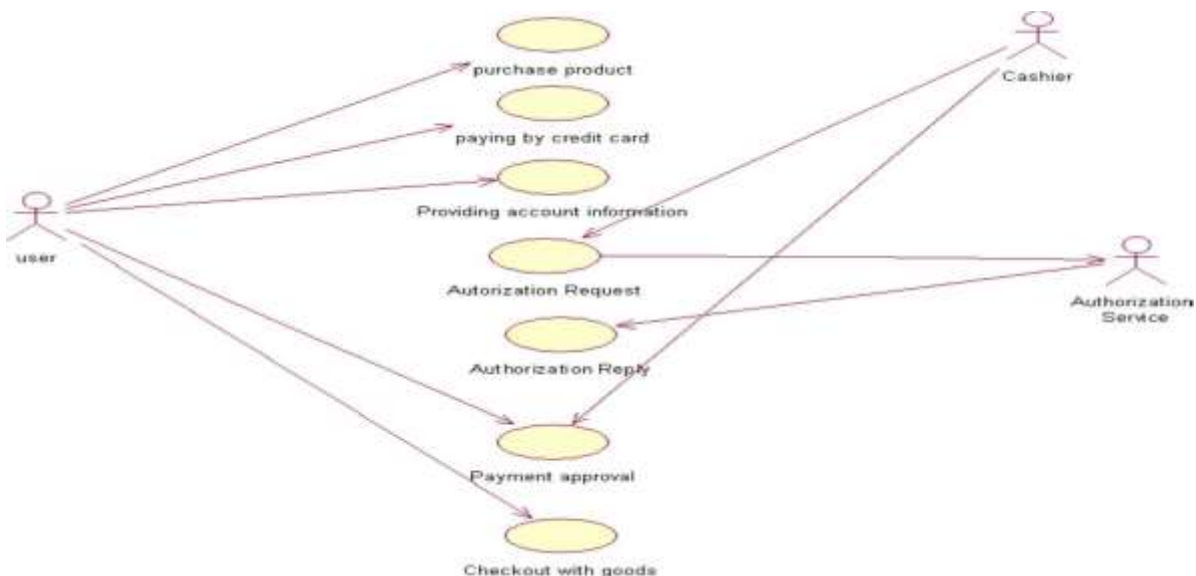 purchase product
Cashier
paying by credit card
Providing account information
user
Autorization Request
Authorization
Service
Authorization Reply
Payment approval
Checkout with goods